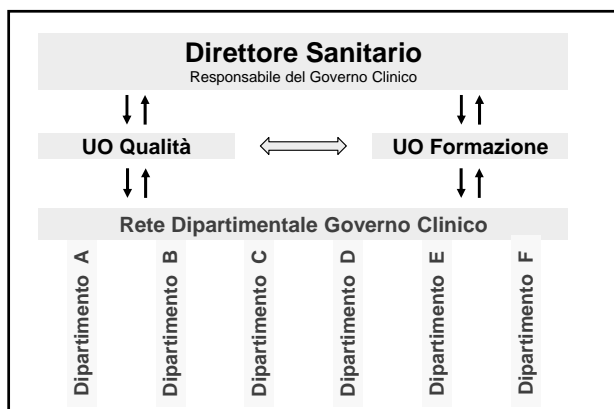 Direttore Sanitario
Responsabile del Governo Clinico
UO Qualità
UO Formazione
Rete Dipartimentale Governo Clinico
Dipartimento A
Dipartimento B
Dipartimento C
Dipartimento D
Dipartimento E
Dipartimento F